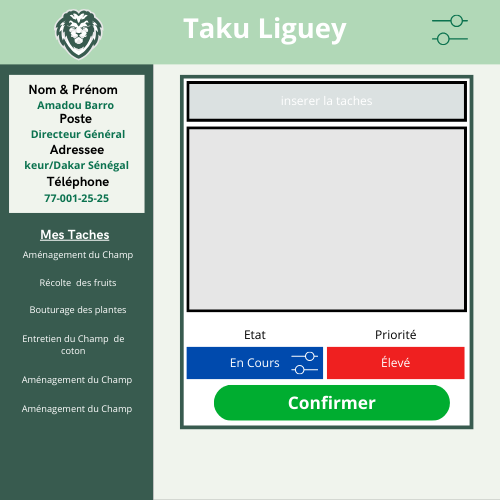 Taku Liguey
Nom & Prénom
Amadou Barro
Poste
Directeur Général
Adressee
keur/Dakar Sénégal
Téléphone
77-001-25-25
Mes Taches
Aménagement du Champ
Récolte des fruits
Bouturage des plantes
Entretien du Champ de
coton
Aménagement du Champ
Aménagement du Champ
inserer la taches
Etat
Priorité
En Cours
Élevé
Confirmer